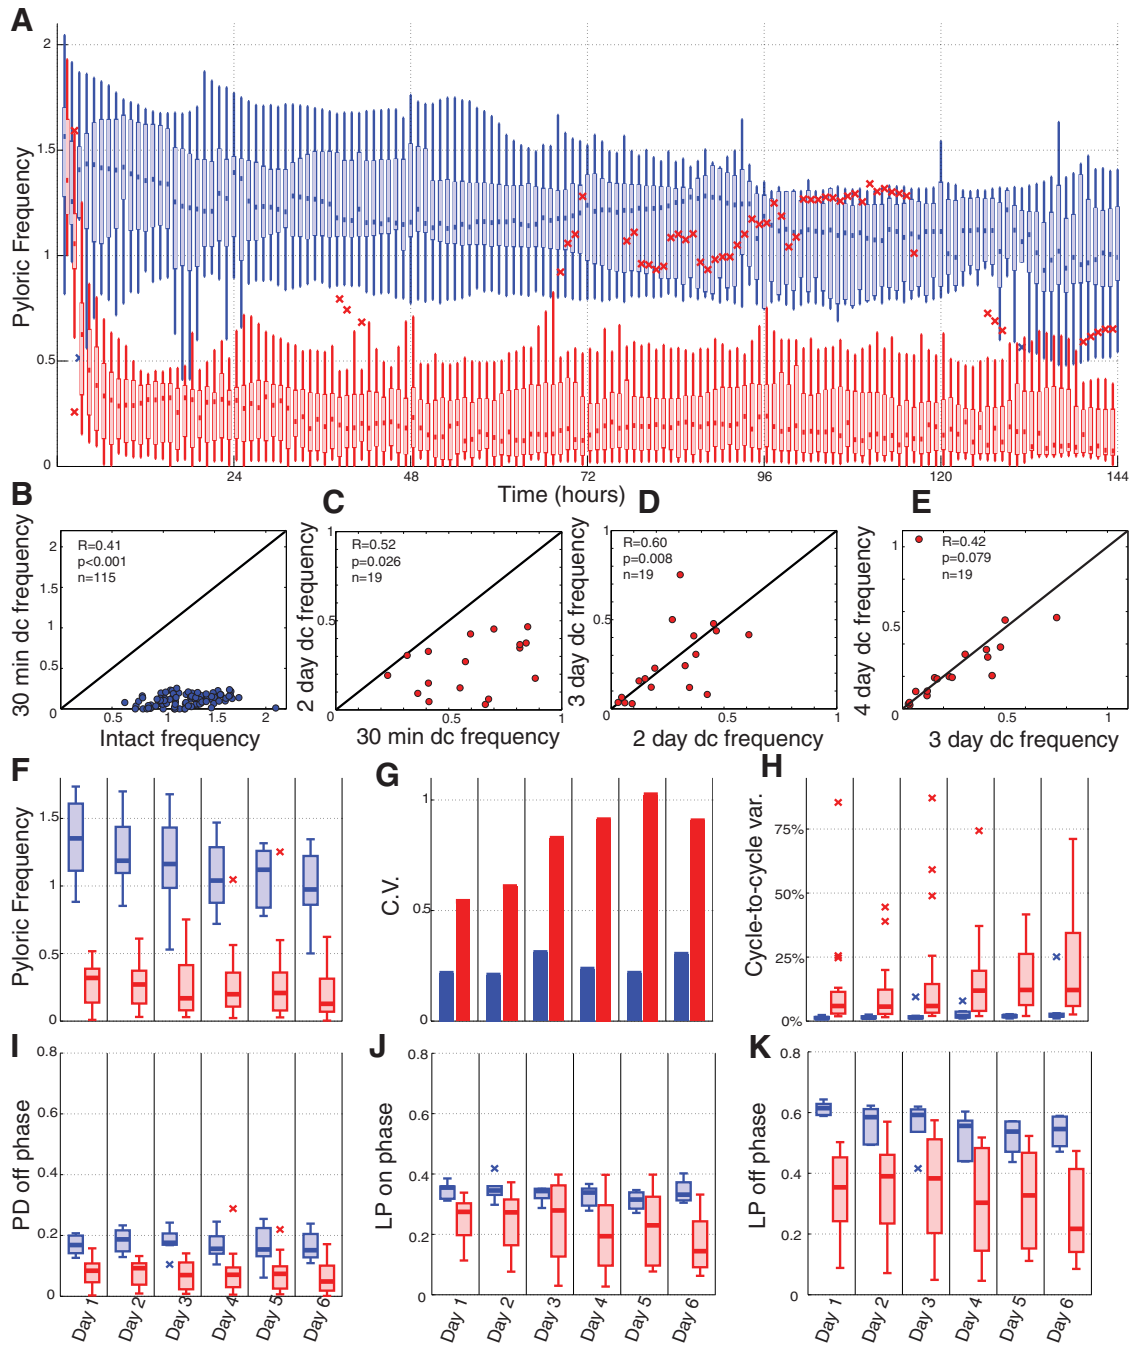 A
Pyloric Frequency
2
1.5
1
0.5
0
24
48
72
96
120
144
Time (hours)
B
30 min dc frequency
2
1.5
1
0.5
0
R=0.41
p<0.001
n=115
0.5
1
1.5
2
Intact frequency
C
2 day dc frequency
1
0.5
0
R=0.52
p=0.026
n=19
0.5
1
30 min dc frequency
D
3 day dc frequency
1
0.5
0
R=0.60
p=0.008
n=19
0.5
1
2 day dc frequency
E
4 day dc frequency
1
0.5
0
R=0.42
p=0.079
n=19
0.5
1
3 day dc frequency
F
Pyloric Frequency
1.5
1
0.5
0
G
C.V.
1
0.5
0
H
Cycle-to-cycle var.
75%
50%
25%
0%
I
PD off phase
0.8
0.6
0.4
0.2
0
Day 1
Day 2
Day 3
Day 4
Day 5
Day 6
J
LP on phase
0.8
0.6
0.4
0.2
0
Day 1
Day 2
Day 3
Day 4
Day 5
Day 6
K
LP off phase
0.8
0.6
0.4
0.2
0
Day 1
Day 2
Day 3
Day 4
Day 5
Day 6